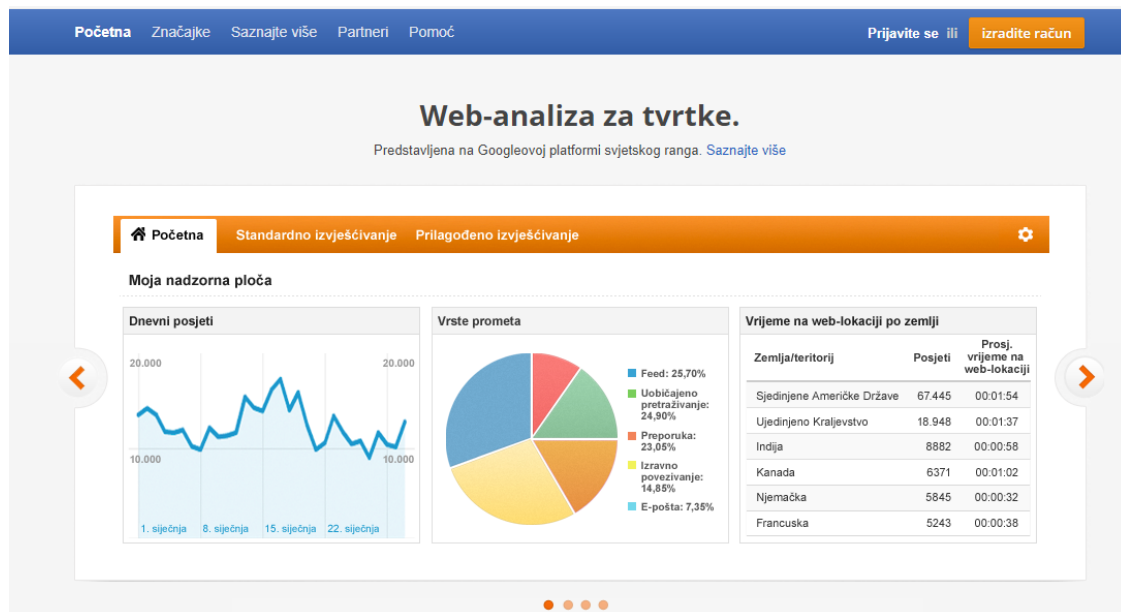 Početna Značajke Saznajte više Partneri Pomoć Prijavite se ili izradite račun
Web-analiza za tvrtke.
Predstavljena na Googleovoj platformi svjetskog ranga. Saznajte više
Početna Standardno izvješćivanje Prilagođeno izvješćivanje
Moja nadzorna ploča
Dnevni posjeti
20.000 20.000
10.000 10.000
1. siječnja 8. siječnja 15. siječnja 22. siječnja
Vrste prometa
Feed: 25,70%
Uobičajeno
pretraživanje:
24,90%
Preporuka:
23,05%
Izravno
povezivanje:
14,85%
E-pošta: 7,35%
Vrijeme na web-lokaciji po zemlji
Zemlja/teritorij Posjeti Prosj.
vrijeme na
web-lokaciji
Sjedinjene Američke Države 67.445 00:01:54
Ujedinjeno Kraljevstvo 18.948 00:01:37
Indija 8882 00:00:58
Kanada 6371 00:01:02
Njemačka 5845 00:00:32
Francuska 5243 00:00:38